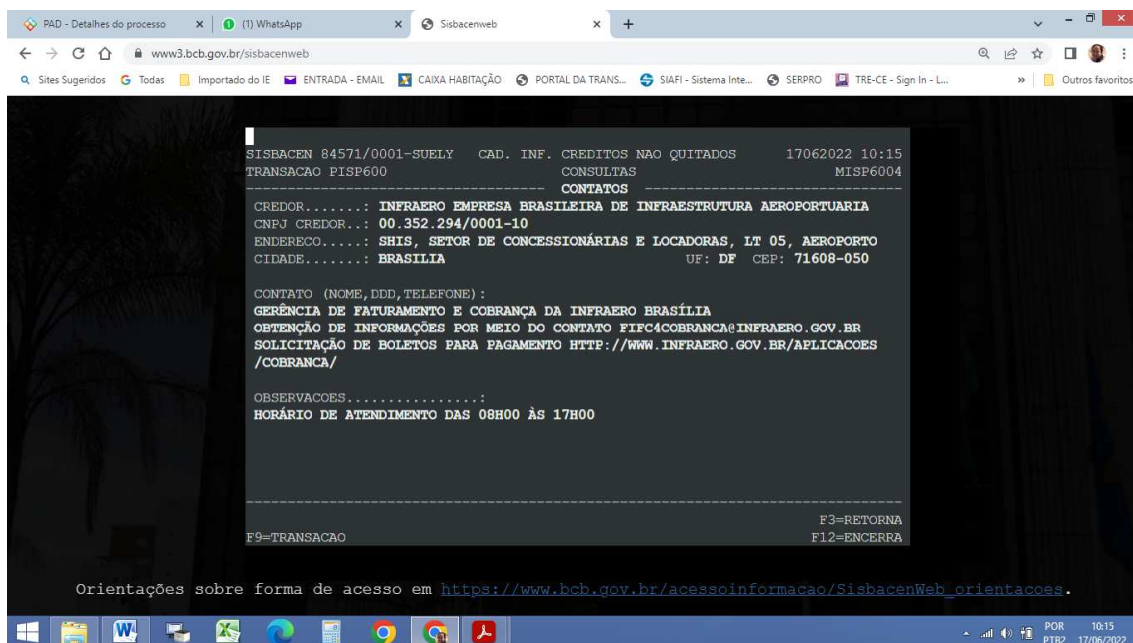 PAD - Detalhes do processo
(1) WhatsApp
Sisbacenweb
www3.bcb.gov.br/sisbacenweb
Sites Sugeridos Todas Importado do IE ENTRADA - EMAIL CAIXA HABITAÇÃO PORTAL DA TRANS... SIAFI - Sistema Inte... SERPRO TRE-CE - Sign In - L... » Outros favoritos
SISBACEN 84571/0001-SUELY CAD. INF. CREDITOS NAO QUITADOS 17062022 10:15
TRANSACAO PISP600 CONSULTAS MISP6004
CONTATOS
CREDOR.......: INFRAERO EMPRESA BRASILEIRA DE INFRAESTRUTURA AEROPORTUARIA
CNPJ CREDOR..: 00.352.294/0001-10
ENDERECO.....: SHIS, SETOR DE CONCESSIONÁRIAS E LOCADORAS, LT 05, AEROPORTO
CIDADE.......: BRASILIA UF: DF CEP: 71608-050
CONTATO (NOME,DDD,TELEFONE):
GERÊNCIA DE FATURAMENTO E COBRANÇA DA INFRAERO BRASÍLIA
OBTENÇÃO DE INFORMAÇÕES POR MEIO DO CONTATO FIFC4COBRANCA@INFRAERO.GOV.BR
SOLICITAÇÃO DE BOLETOS PARA PAGAMENTO HTTP://WWW.INFRAERO.GOV.BR/APLICACOES
/COBRANCA/
OBSERVACOES................:
HORÁRIO DE ATENDIMENTO DAS 08H00 ÀS 17H00
F3=RETORNA
F9=TRANSACAO F12=ENCERRA
Orientações sobre forma de acesso em https://www.bcb.gov.br/acessoinformacao/SisbacenWeb_orientacoes.
POR 10:15
PTB2 17/06/2022